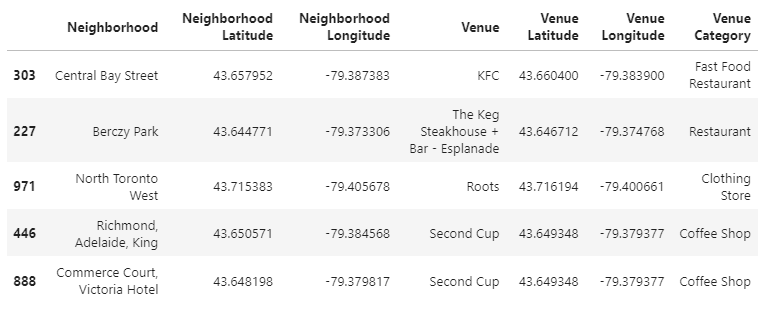 Neighborhood Neighborhood Latitude Neighborhood Longitude Venue Venue Latitude Venue Longitude Venue Category
303 Central Bay Street 43.657952 -79.387383 KFC 43.660400 -79.383900 Fast Food Restaurant
227 Berczy Park 43.644771 -79.373306 The Keg Steakhouse + Bar - Esplanade 43.646712 -79.374768 Restaurant
971 North Toronto West 43.715383 -79.405678 Roots 43.716194 -79.400661 Clothing Store
446 Richmond, Adelaide, King 43.650571 -79.384568 Second Cup 43.649348 -79.379377 Coffee Shop
888 Commerce Court, Victoria Hotel 43.648198 -79.379817 Second Cup 43.649348 -79.379377 Coffee Shop